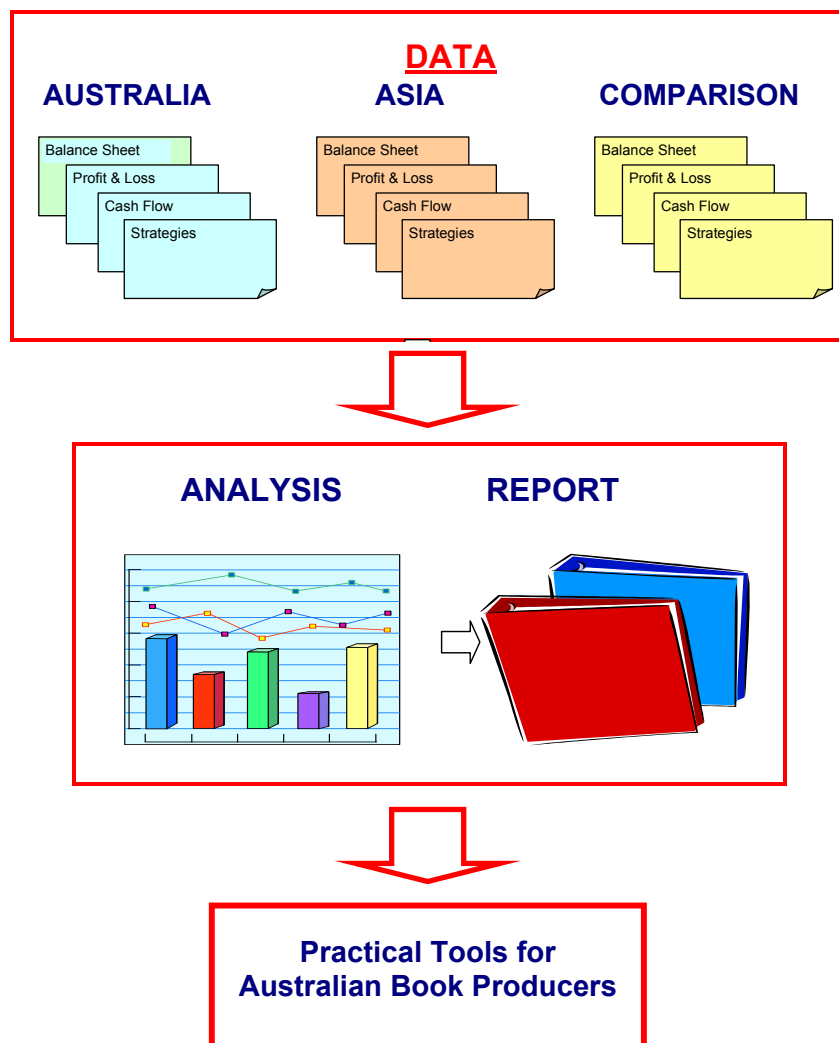 DATA
AUSTRALIA ASIA COMPARISON
Balance Sheet
Profit & Loss
Cash Flow
Strategies
Balance Sheet
Profit & Loss
Cash Flow
Strategies
Balance Sheet
Profit & Loss
Cash Flow
Strategies
ANALYSIS REPORT
Practical Tools for
Australian Book Producers